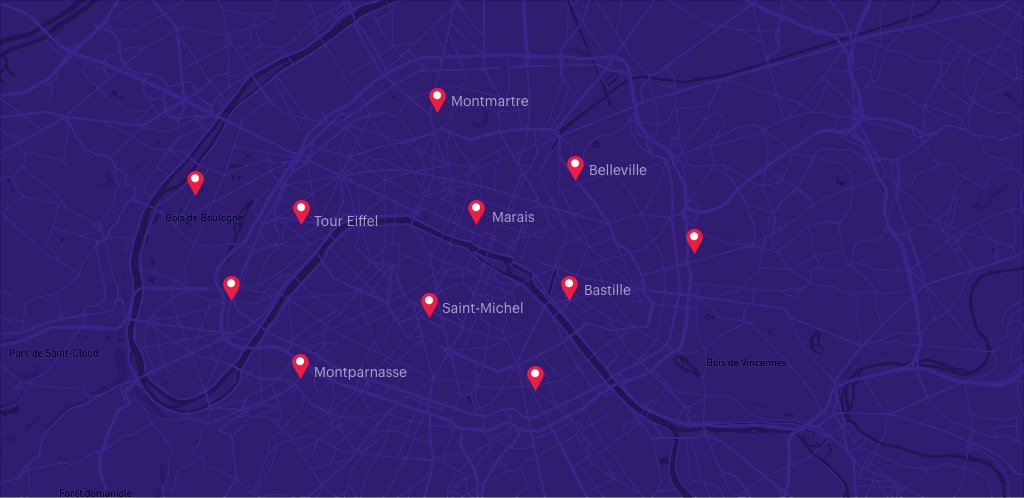 Montmartre
Belleville
Bois de Boulogne
Tour Eiffel
Marais
Bastille
Saint-Michel
Parc de Saint-Cloud
Bois de Vincennes
Montparnasse
Forêt domaniale